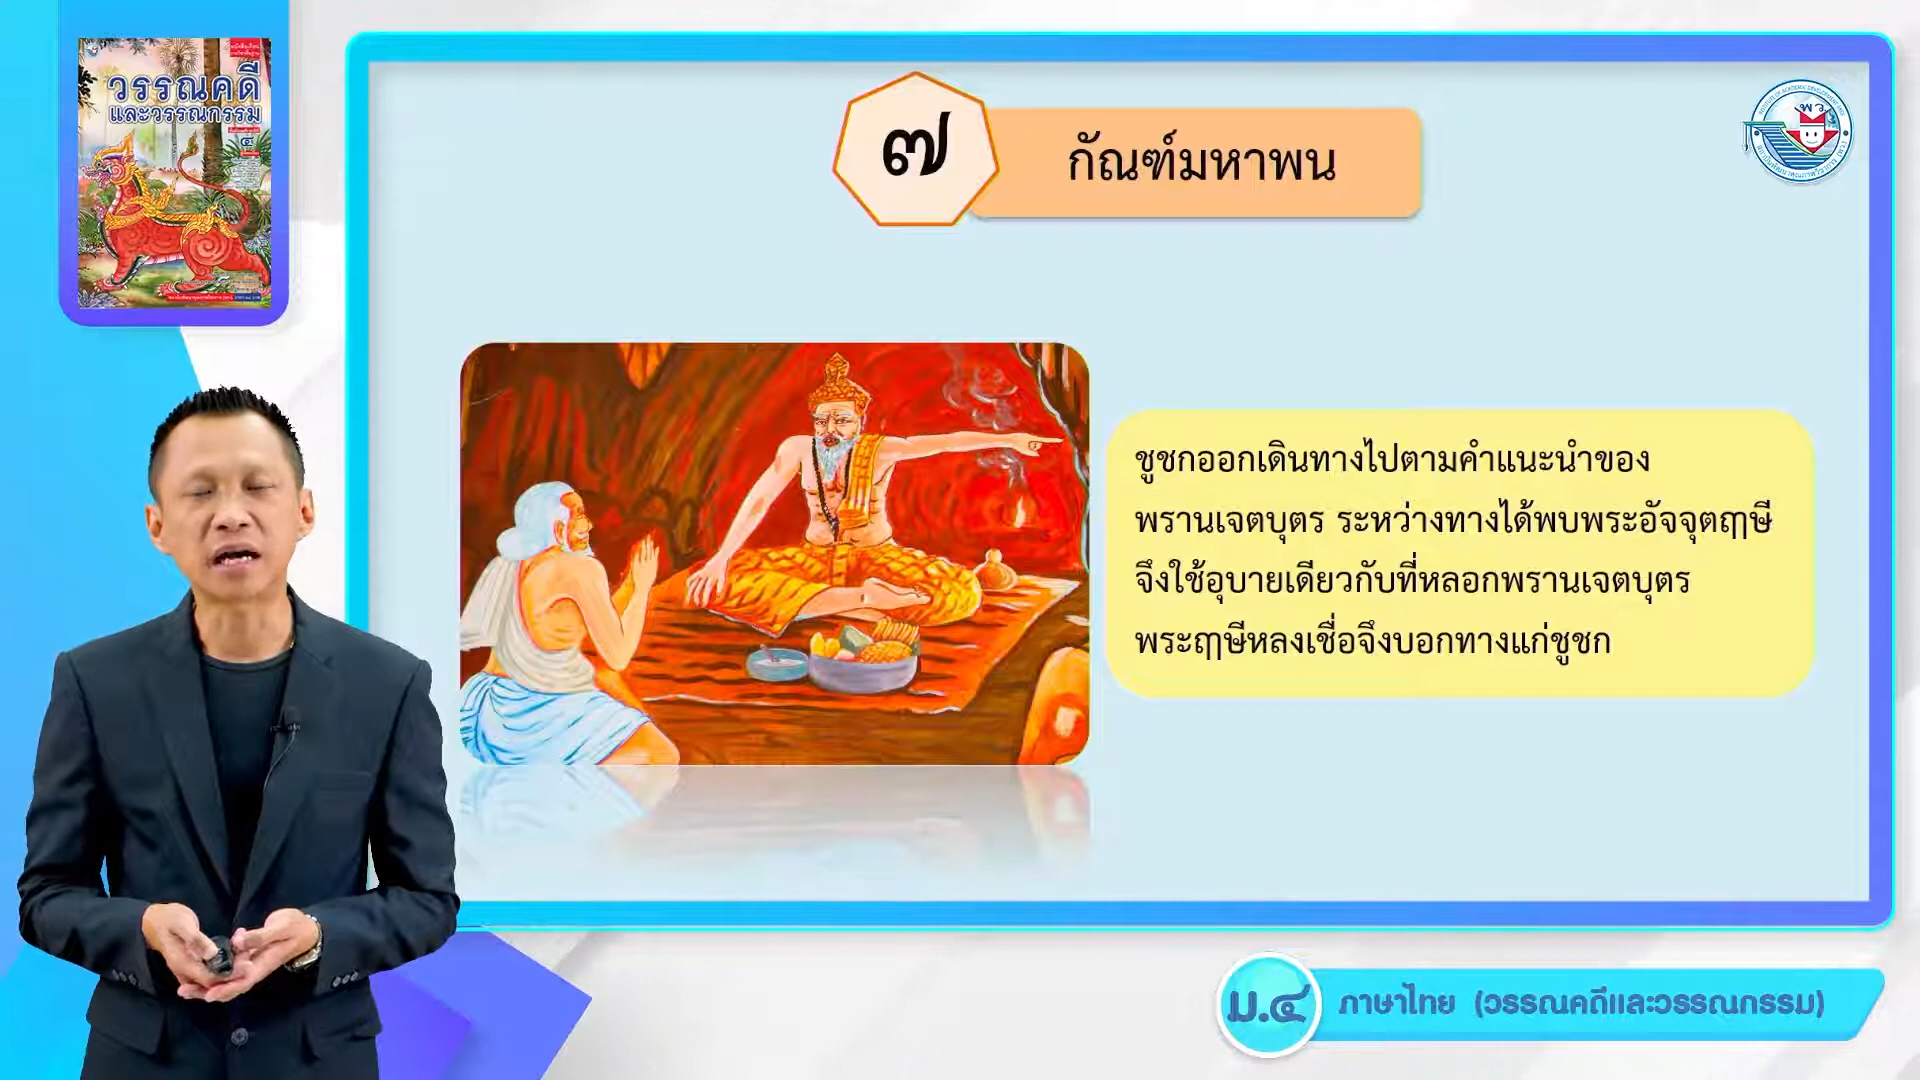 วรรณคดี
และวรรณกรรม
๗
กัณฑ์มหาพน
ชูชกออกเดินทางไปตามคำแนะนำของ
พรานเจตบุตร ระหว่างทางได้พบพระอัจจุตฤๅษี
จึงใช้อุบายเดียวกับที่หลอกพรานเจตบุตร
พระฤๅษีหลงเชื่อจึงบอกทางแก่ชูชก
พว
ม.๔ ภาษาไทย (วรรณคดีและวรรณกรรม)